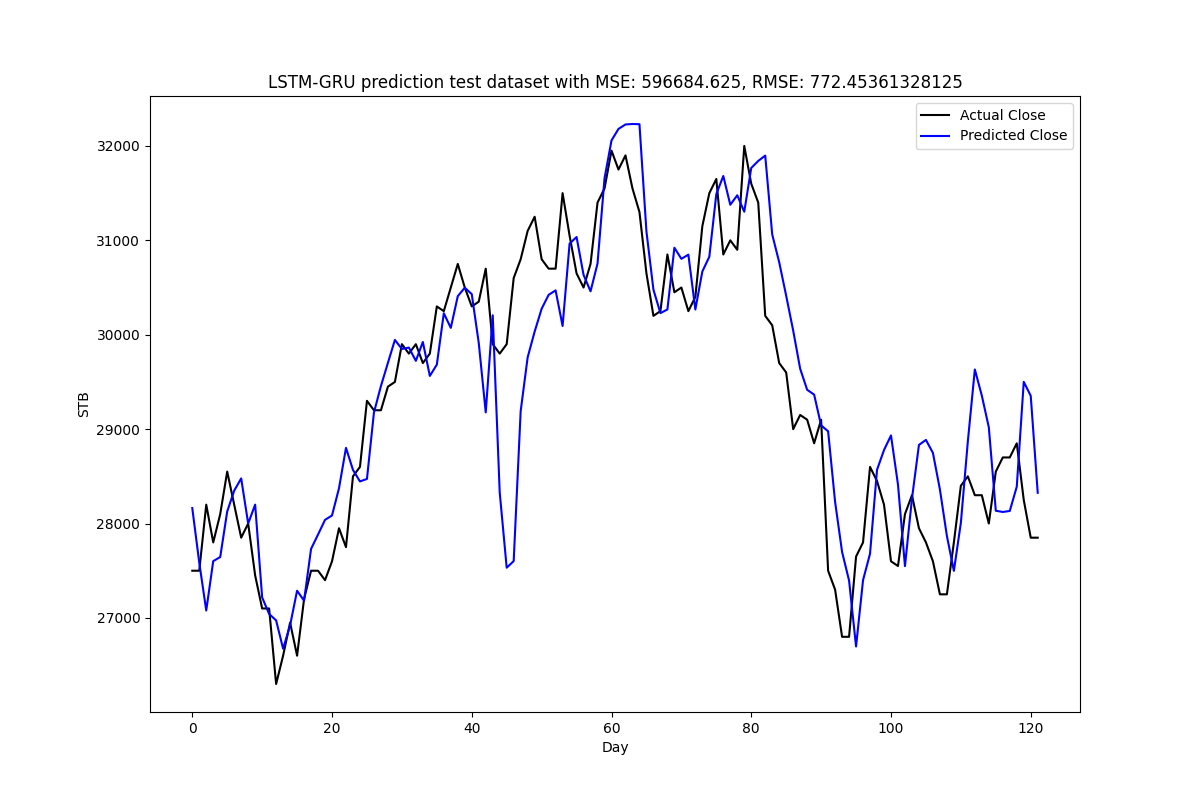 LSTM-GRU prediction test dataset with MSE: 596684.625, RMSE: 772.45361328125
Actual Close
Predicted Close
32000
31000
30000
29000
28000
27000
STB
0 20 40 60 80 100 120
Day